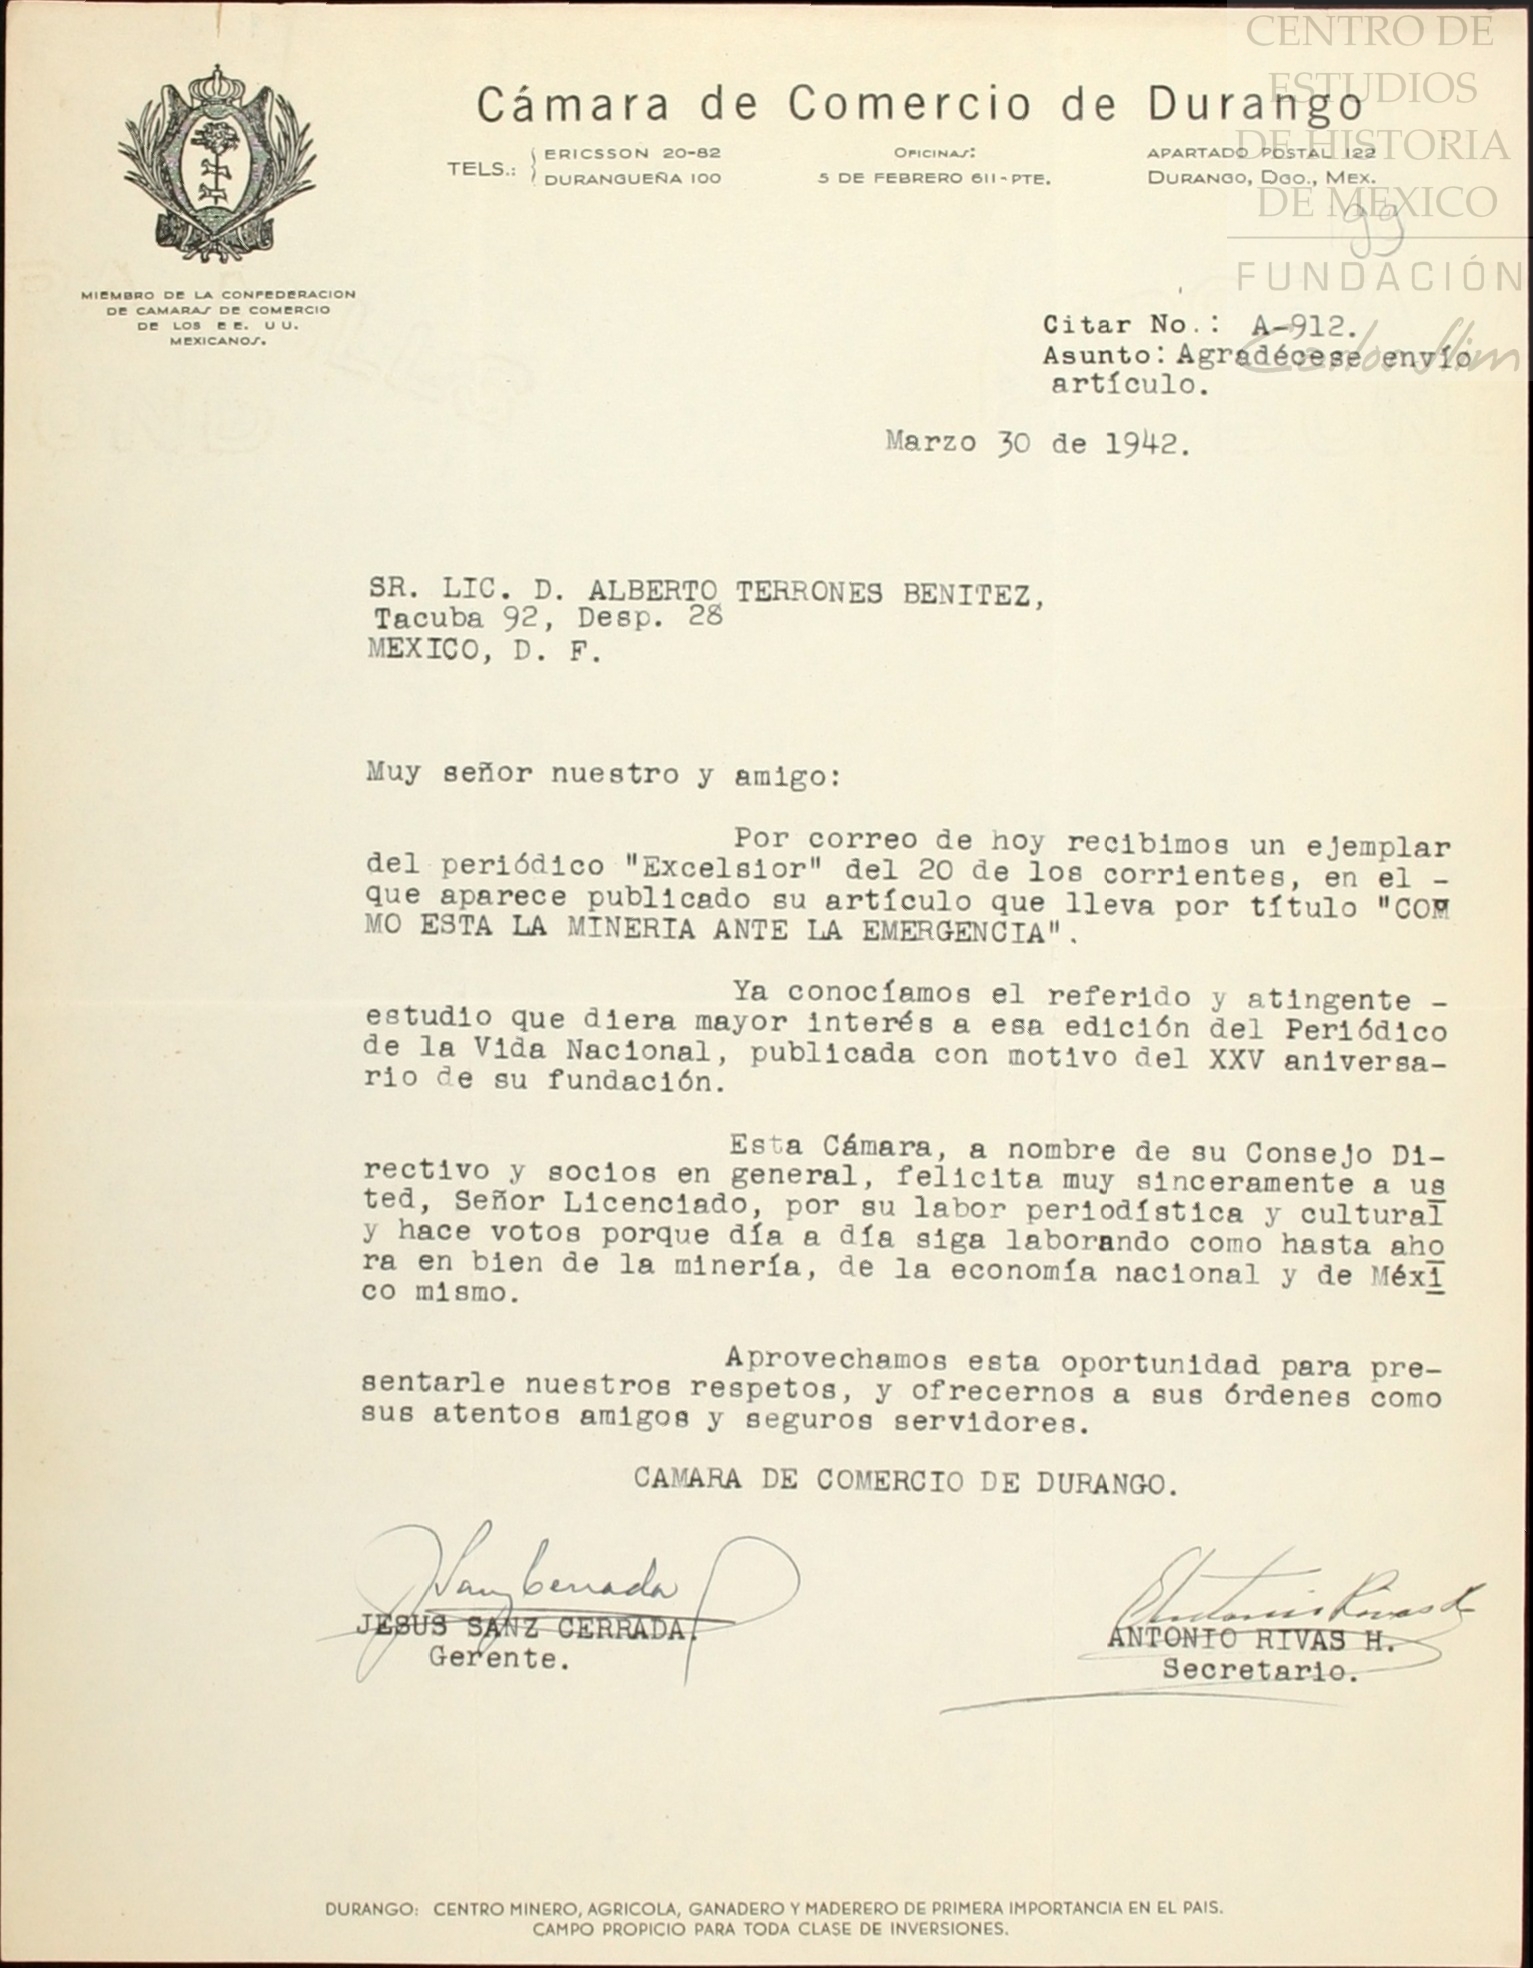 CENTRO DE
ESTUDIOS
DE HISTORIA
DE MEXICO
FUNDACIÓN
Carlos Slim
Cámara de Comercio de Durango
TELS.: ERICSSON 20-82
DURANGUEÑA 100
OFICINAS:
5 DE FEBRERO 611-PTE.
APARTADO POSTAL 122
DURANGO, DGO., MEX.
99
MIEMBRO DE LA CONFEDERACION
DE CAMARAS DE COMERCIO
DE LOS EE. UU.
MEXICANOS.
Citar No.: A-912.
Asunto: Agradécese envío
artículo.
Marzo 30 de 1942.
SR. LIC. D. ALBERTO TERRONES BENITEZ,
Tacuba 92, Desp. 28
MEXICO, D. F.
Muy señor nuestro y amigo:
Por correo de hoy recibimos un ejemplar
del periódico "Excelsior" del 20 de los corrientes, en el -
que aparece publicado su artículo que lleva por título "COM
MO ESTA LA MINERIA ANTE LA EMERGENCIA".
Ya conocíamos el referido y atingente -
estudio que diera mayor interés a esa edición del Periódico
de la Vida Nacional, publicada con motivo del XXV aniversa-
rio de su fundación.
Esta Cámara, a nombre de su Consejo Di-
rectivo y socios en general, felicita muy sinceramente a us
ted, Señor Licenciado, por su labor periodística y cultural
y hace votos porque día a día siga laborando como hasta aho
ra en bien de la minería, de la economía nacional y de Méxi
co mismo.
Aprovechamos esta oportunidad para pre-
sentarle nuestros respetos, y ofrecernos a sus órdenes como
sus atentos amigos y seguros servidores.
CAMARA DE COMERCIO DE DURANGO.
J Sanz Cerrada
JESUS SANZ CERRADA.
Gerente.
Antonio Rivas H
ANTONIO RIVAS H.
Secretario.
DURANGO: CENTRO MINERO, AGRICOLA, GANADERO Y MADERERO DE PRIMERA IMPORTANCIA EN EL PAIS.
CAMPO PROPICIO PARA TODA CLASE DE INVERSIONES.